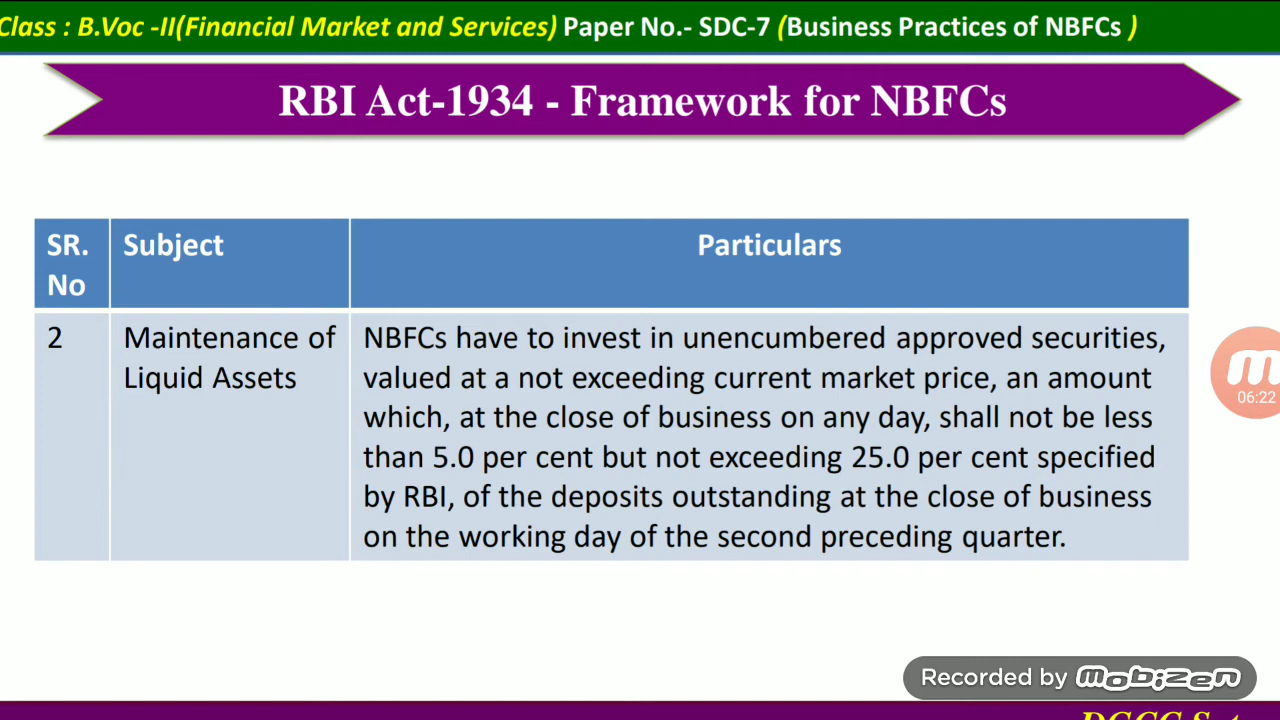 Class : B.Voc -II(Financial Market and Services) Paper No.- SDC-7 (Business Practices of NBFCs )
RBI Act-1934 - Framework for NBFCs
SR. No
Subject
Particulars
2
Maintenance of
Liquid Assets
NBFCs have to invest in unencumbered approved securities,
valued at a not exceeding current market price, an amount
which, at the close of business on any day, shall not be less
than 5.0 per cent but not exceeding 25.0 per cent specified
by RBI, of the deposits outstanding at the close of business
on the working day of the second preceding quarter.
06:22
Recorded by Mobizen